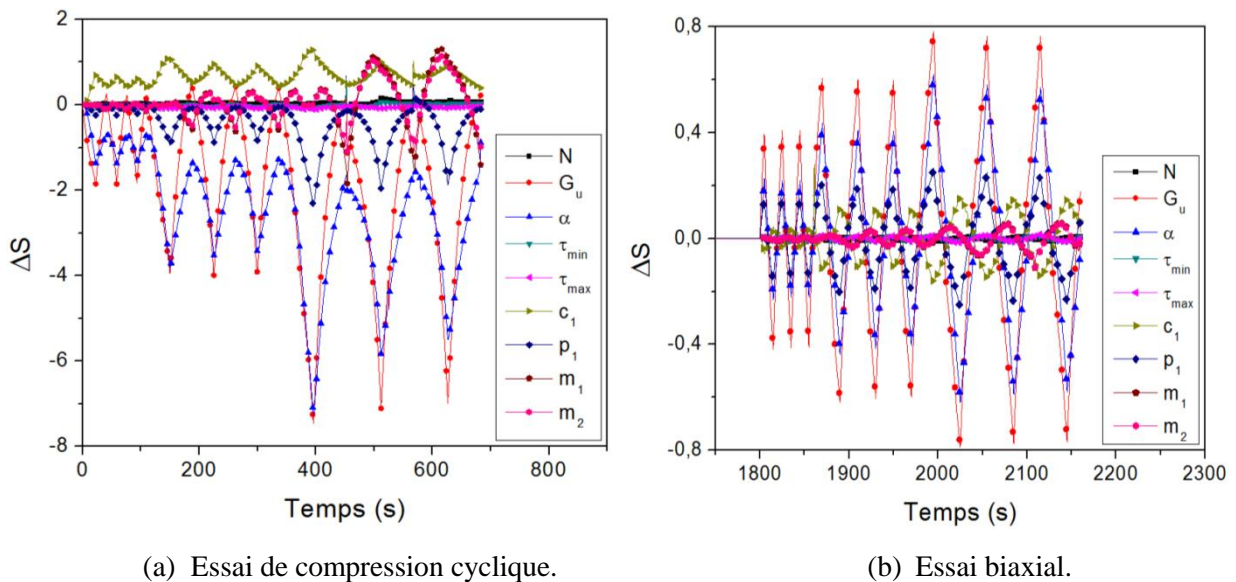 2
0
-2
-4
-6
-8
ΔS
0 200 400 600 800
Temps (s)
N
G_u
α
τ_min
τ_max
c_1
p_1
m_1
m_2
(a) Essai de compression cyclique.
0,8
0,4
0,0
-0,4
-0,8
ΔS
1800 1900 2000 2100 2200 2300
Temps (s)
N
G_u
α
τ_min
τ_max
c_1
p_1
m_1
m_2
(b) Essai biaxial.